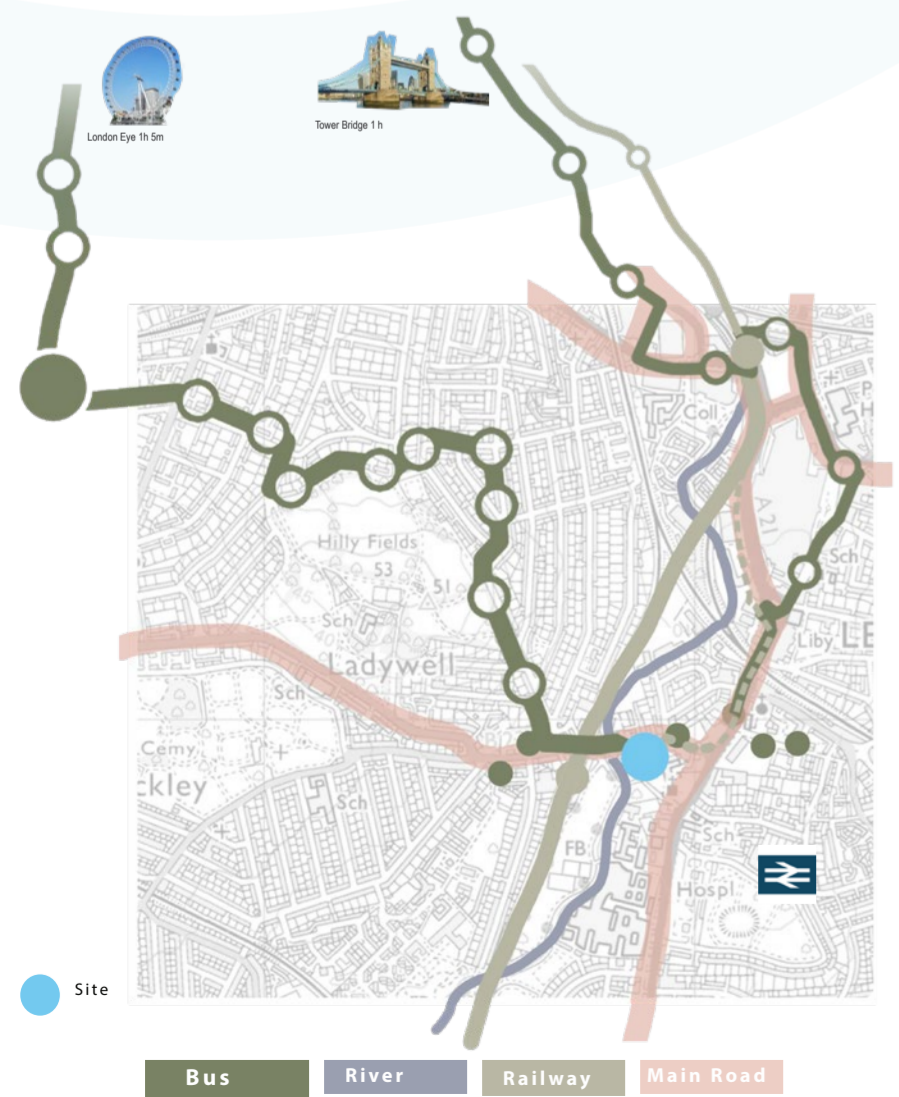 London Eye 1h 5m
Tower Bridge 1 h
Coll
A21
Hilly Fields
53
51
45
Sch
Sch
Liby
LE
Ladywell
Sch
Cemy
ckley
Sch
FB
Sch
Hospl
P
H
Site
Bus
River
Railway
Main Road